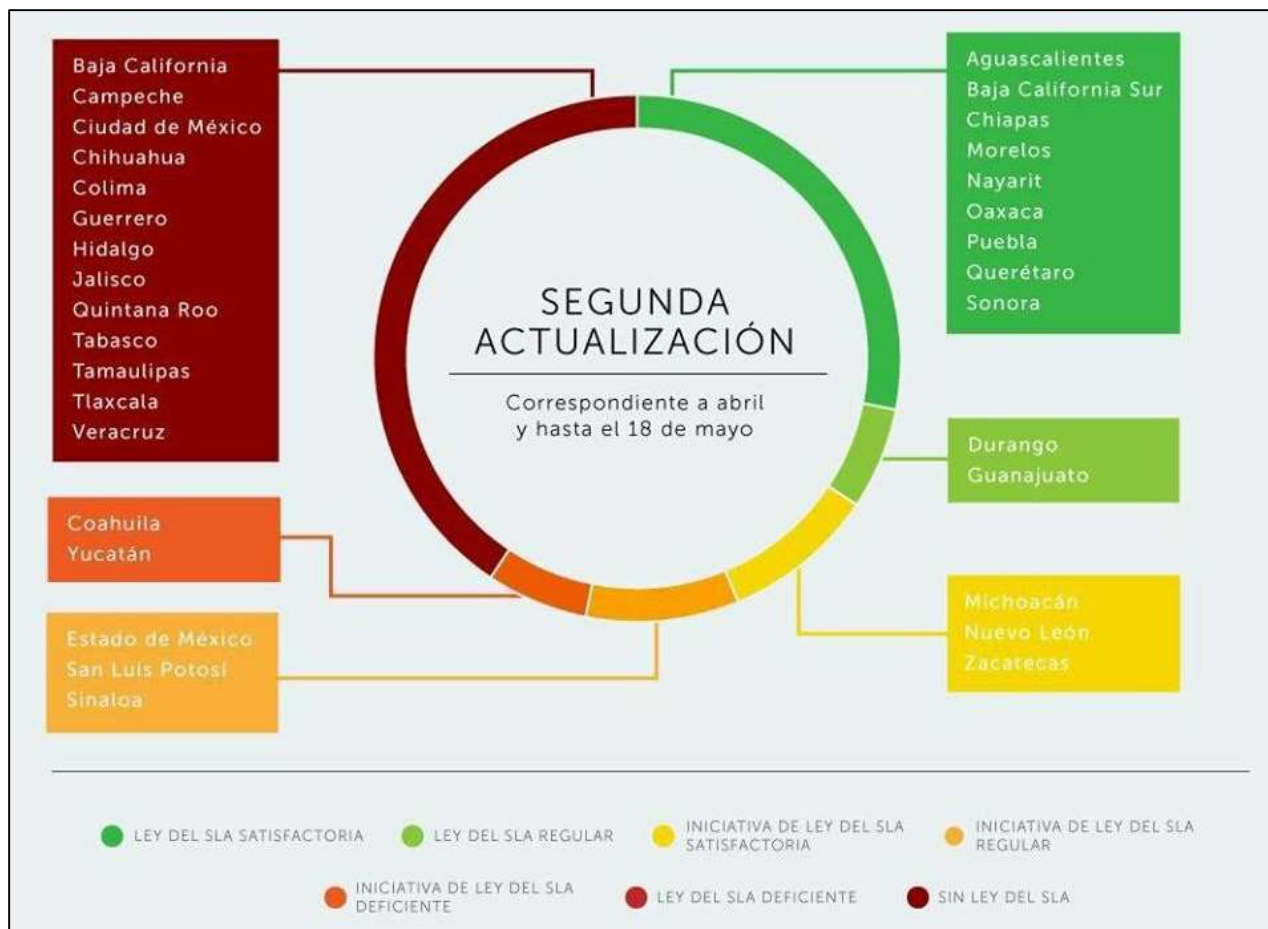 Baja California
Campeche
Ciudad de México
Chihuahua
Colima
Guerrero
Hidalgo
Jalisco
Quintana Roo
Tabasco
Tamaulipas
Tlaxcala
Veracruz
Coahuila
Yucatán
Estado de México
San Luis Potosí
Sinaloa
SEGUNDA
ACTUALIZACIÓN
Correspondiente a abril
y hasta el 18 de mayo
Aguascalientes
Baja California Sur
Chiapas
Morelos
Nayarit
Oaxaca
Puebla
Querétaro
Sonora
Durango
Guanajuato
Michoacán
Nuevo León
Zacatecas
LEY DEL SLA SATISFACTORIA
LEY DEL SLA REGULAR
INICIATIVA DE LEY DEL SLA
SATISFACTORIA
INICIATIVA DE LEY DEL SLA
REGULAR
INICIATIVA DE LEY DEL SLA
DEFICIENTE
LEY DEL SLA DEFICIENTE
SIN LEY DEL SLA